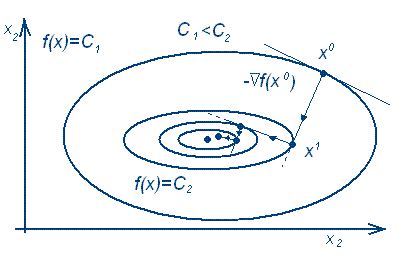 x₂
f(x)=C₁
C₁<C₂
x⁰
-∇f(x⁰)
x¹
f(x)=C₂
x₂